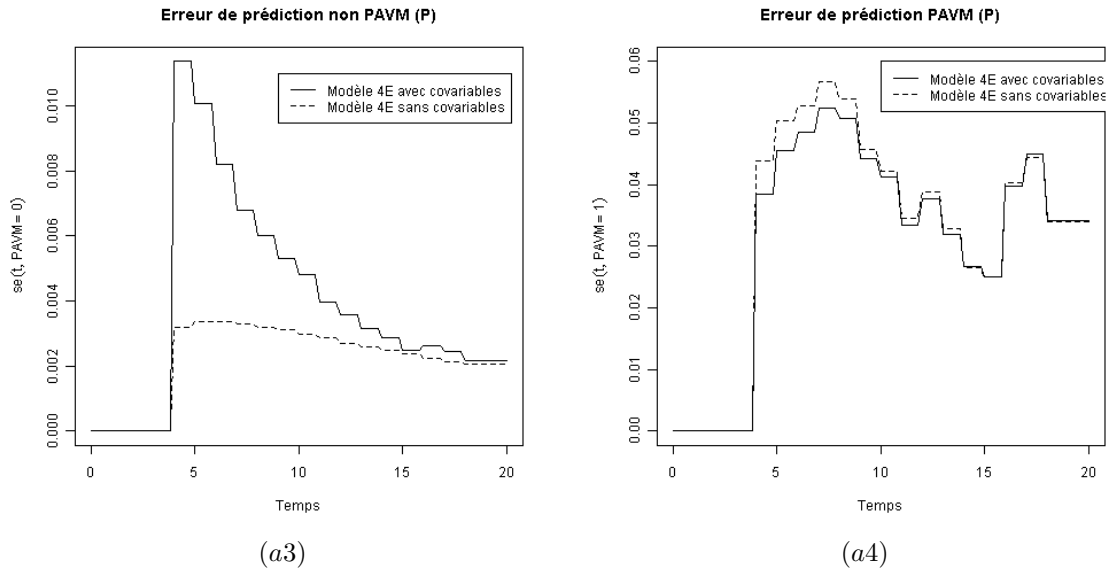 Erreur de prédiction non PAVM (P)
Modèle 4E avec covariables
Modèle 4E sans covariables
se(t, PAVM = 0)
0.010
0.008
0.006
0.004
0.002
0.000
0 5 10 15 20
Temps
(a3)
Erreur de prédiction PAVM (P)
Modèle 4E avec covariables
Modèle 4E sans covariables
se(t, PAVM = 1)
0.06
0.05
0.04
0.03
0.02
0.01
0.00
0 5 10 15 20
Temps
(a4)